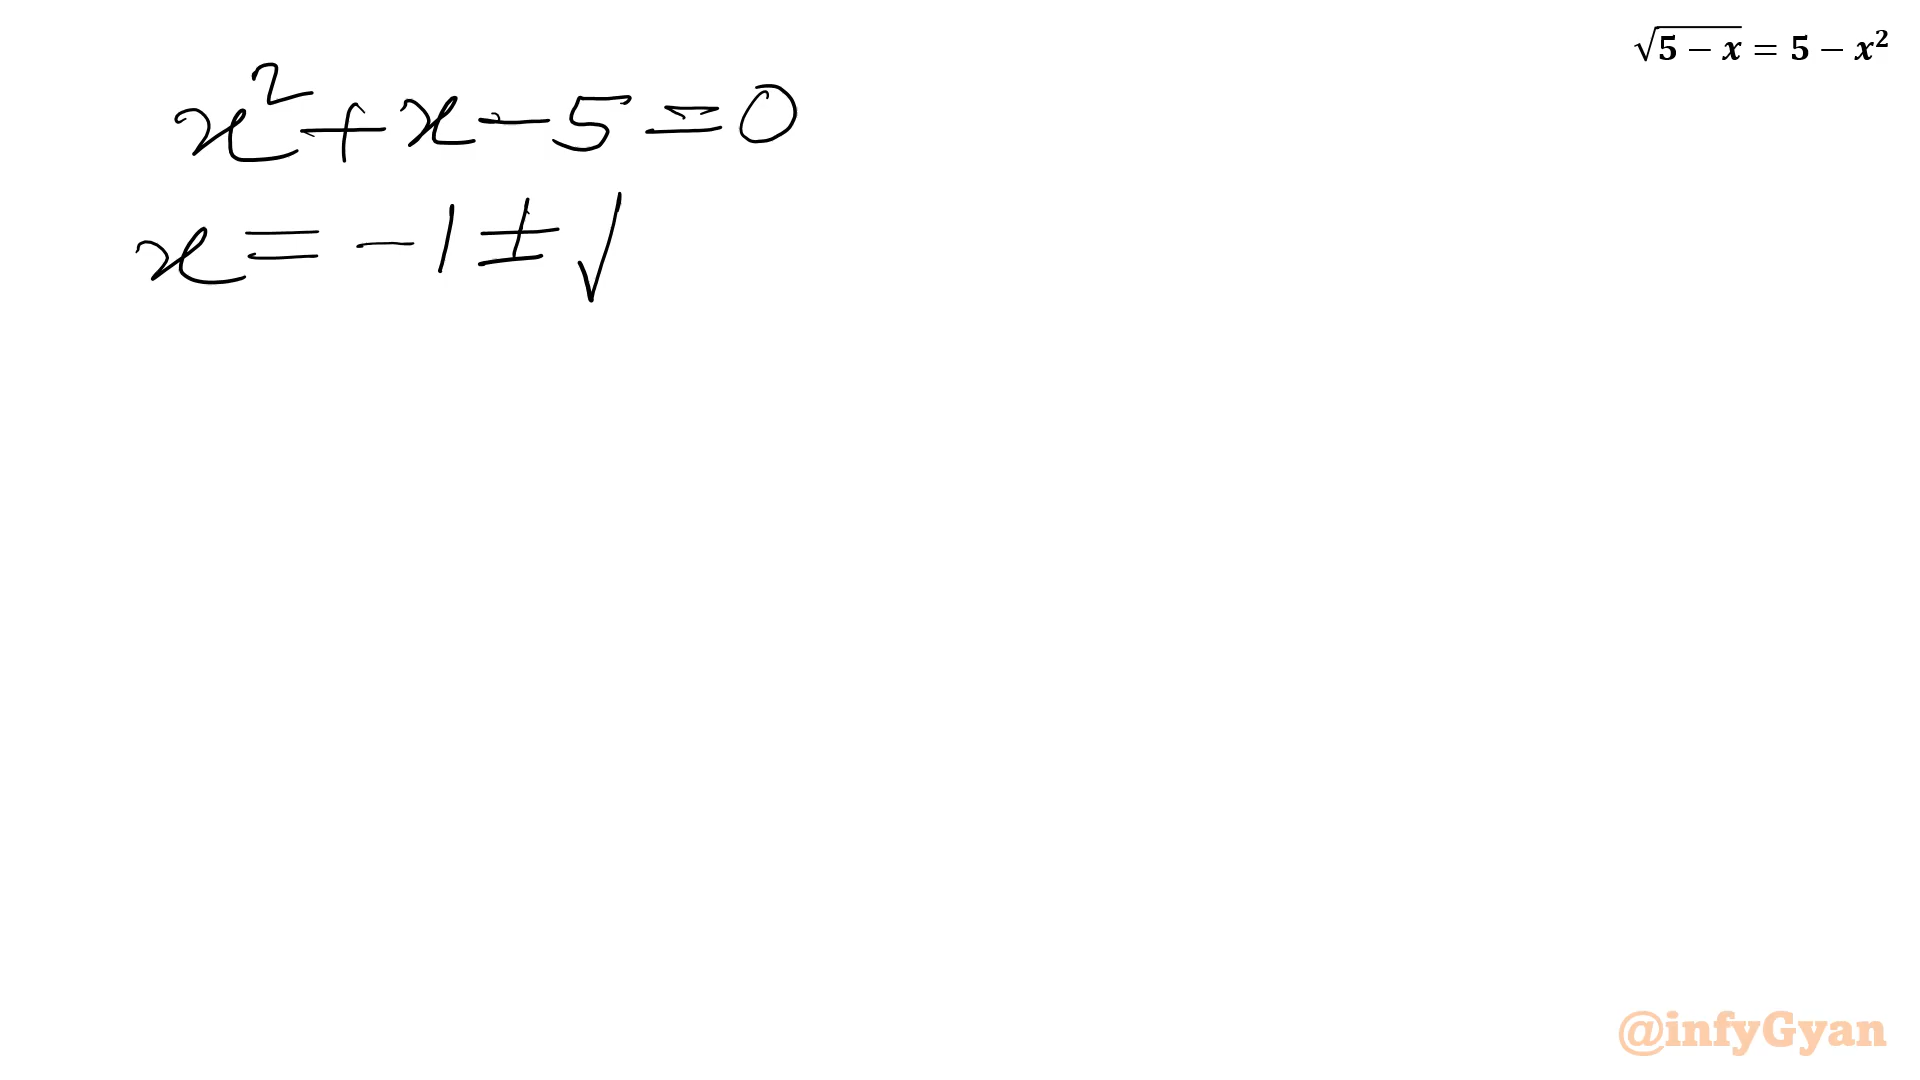 √5 − x = 5 − x²
x² + x − 5 = 0
x = −1 ± √
@infyGyan